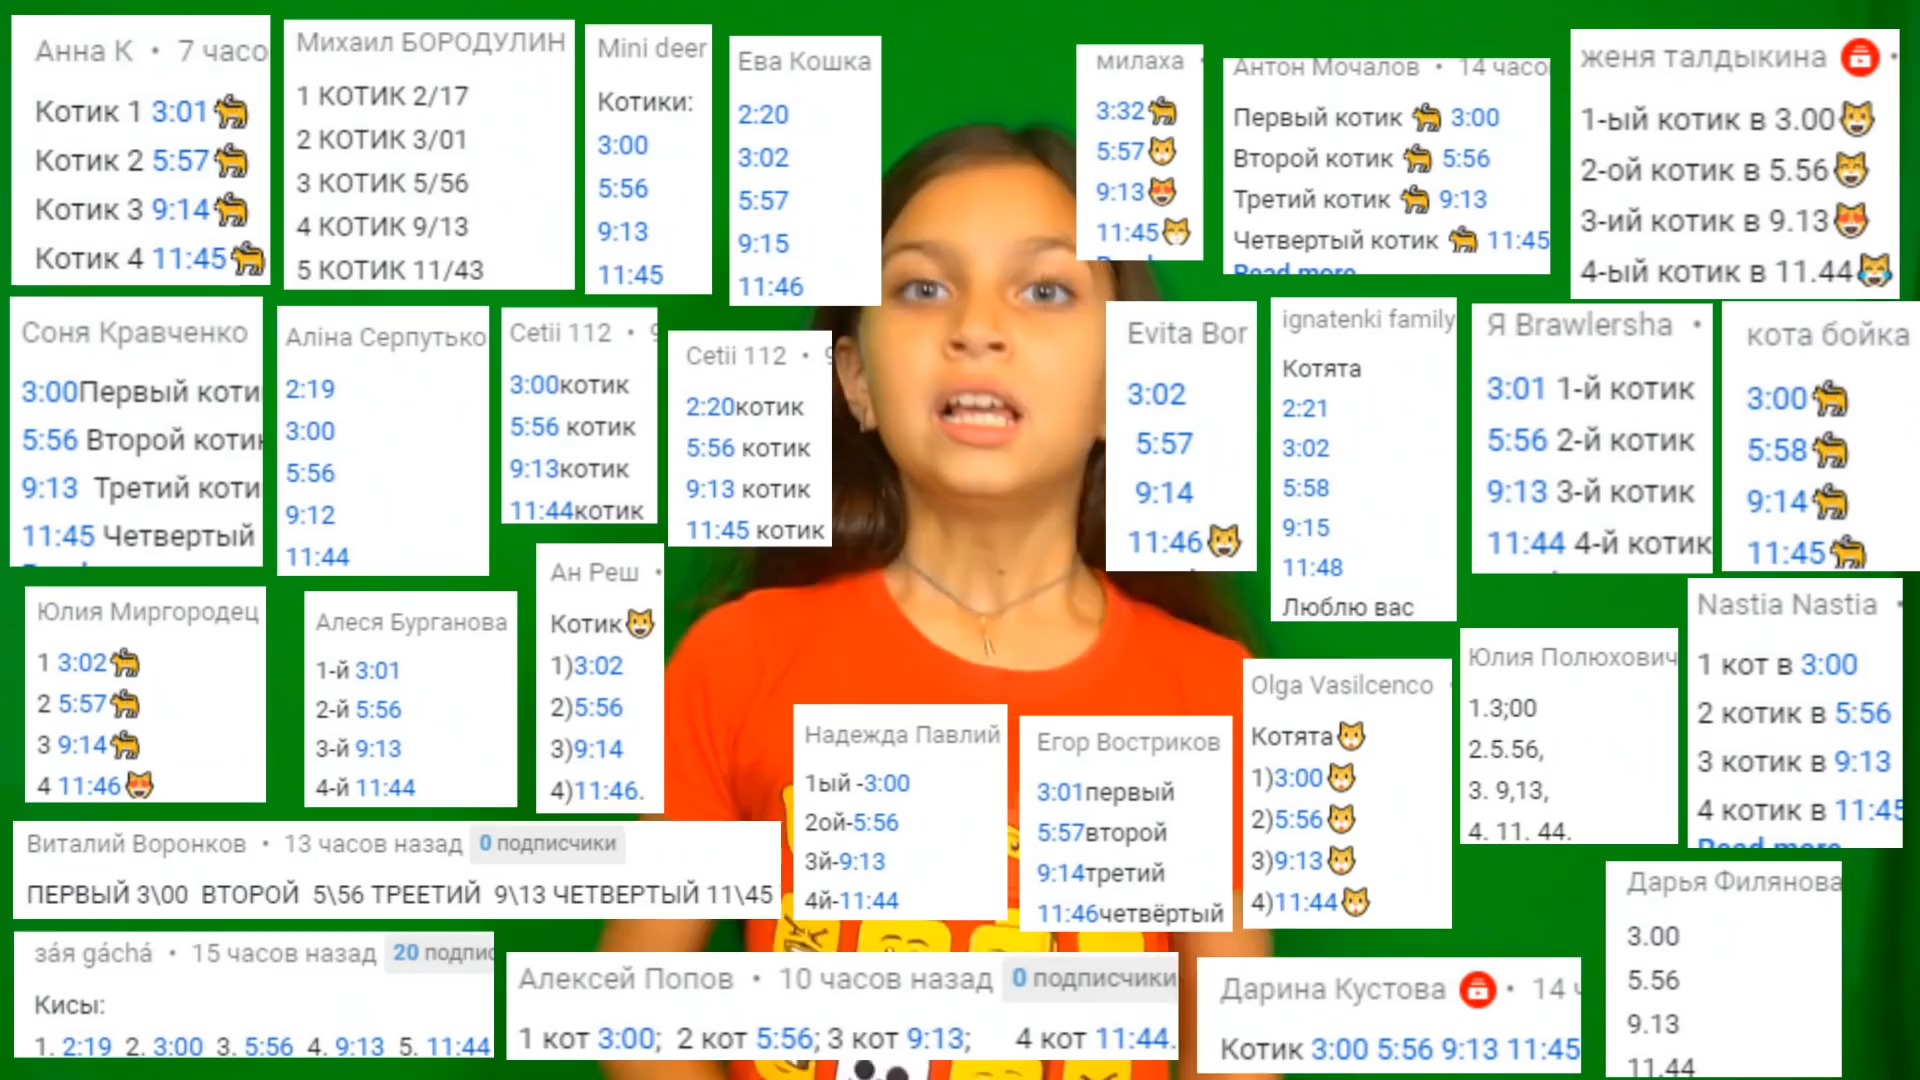 Анна К • 7 часо
Котик 1 3:01
Котик 2 5:57
Котик 3 9:14
Котик 4 11:45
Михаил БОРОДУЛИН
1 КОТИК 2/17
2 КОТИК 3/01
3 КОТИК 5/56
4 КОТИК 9/13
5 КОТИК 11/43
Mini deer
Котики:
3:00
5:56
9:13
11:45
Ева Кошка
2:20
3:02
5:57
9:15
11:46
милаха
3:32
5:57
9:13
11:45
Антон Мочалов • 14 часо
Первый котик 3:00
Второй котик 5:56
Третий котик 9:13
Четвертый котик 11:45
Read more
женя талдыкина •
1-ый котик в 3.00
2-ой котик в 5.56
3-ий котик в 9.13
4-ый котик в 11.44
Соня Кравченко
3:00Первый коти
5:56 Второй котик
9:13 Третий коти
11:45 Четвертый
Аліна Серпутько
2:19
3:00
5:56
9:12
11:44
Cetii 112 • 9
3:00котик
5:56 котик
9:13котик
11:44котик
Cetii 112 • 9
2:20котик
5:56 котик
9:13 котик
11:45 котик
Evita Bor
3:02
5:57
9:14
11:46
ignatenki family
Котята
2:21
3:02
5:58
9:15
11:48
Люблю вас
Я Brawlersha •
3:01 1-й котик
5:56 2-й котик
9:13 3-й котик
11:44 4-й котик
кота бойка
3:00
5:58
9:14
11:45
Юлия Миргородец
1 3:02
2 5:57
3 9:14
4 11:46
Алеся Бурганова
1-й 3:01
2-й 5:56
3-й 9:13
4-й 11:44
Ан Реш •
Котик
1)3:02
2)5:56
3)9:14
4)11:46.
Надежда Павлий
1ый -3:00
2ой-5:56
3й-9:13
4й-11:44
Егор Востриков
3:01первый
5:57второй
9:14третий
11:46четвёртый
Olga Vasilcenco
Котята
1)3:00
2)5:56
3)9:13
4)11:44
Юлия Полюхович
1.3;00
2.5.56,
3. 9,13,
4. 11. 44.
Nastia Nastia •
1 кот в 3:00
2 котик в 5:56
3 котик в 9:13
4 котик в 11:45
Read more
Виталий Воронков • 13 часов назад 0 подписчики
ПЕРВЫЙ 3\00 ВТОРОЙ 5\56 ТРЕЕТИЙ 9\13 ЧЕТВЕРТЫЙ 11\45
záя gáchá • 15 часов назад 20 подпис
Кисы:
1. 2:19 2. 3:00 3. 5:56 4. 9:13 5. 11:44
Алексей Попов • 10 часов назад 0 подписчики
1 кот 3:00; 2 кот 5:56; 3 кот 9:13; 4 кот 11:44.
Дарина Кустова • 14 ч
Котик 3:00 5:56 9:13 11:45
Дарья Филянова
3.00
5.56
9.13
11.44